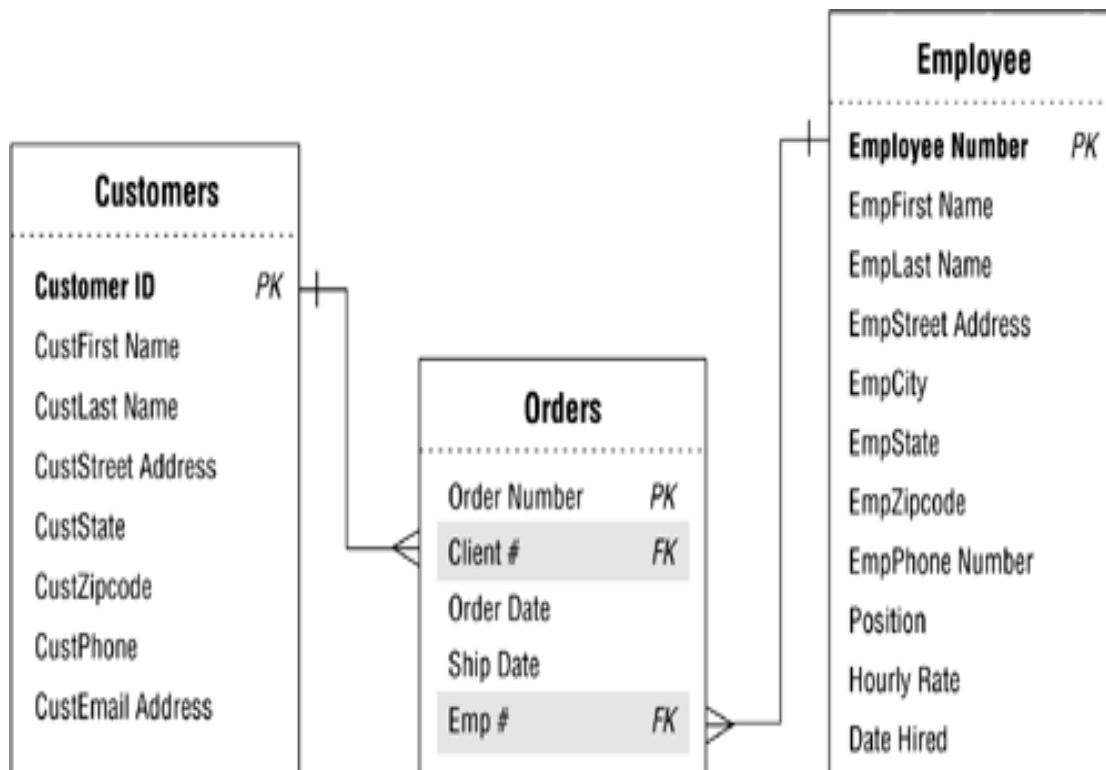 Customers
Customer ID PK
CustFirst Name
CustLast Name
CustStreet Address
CustState
CustZipcode
CustPhone
CustEmail Address
Orders
Order Number PK
Client # FK
Order Date
Ship Date
Emp # FK
Employee
Employee Number PK
EmpFirst Name
EmpLast Name
EmpStreet Address
EmpCity
EmpState
EmpZipcode
EmpPhone Number
Position
Hourly Rate
Date Hired